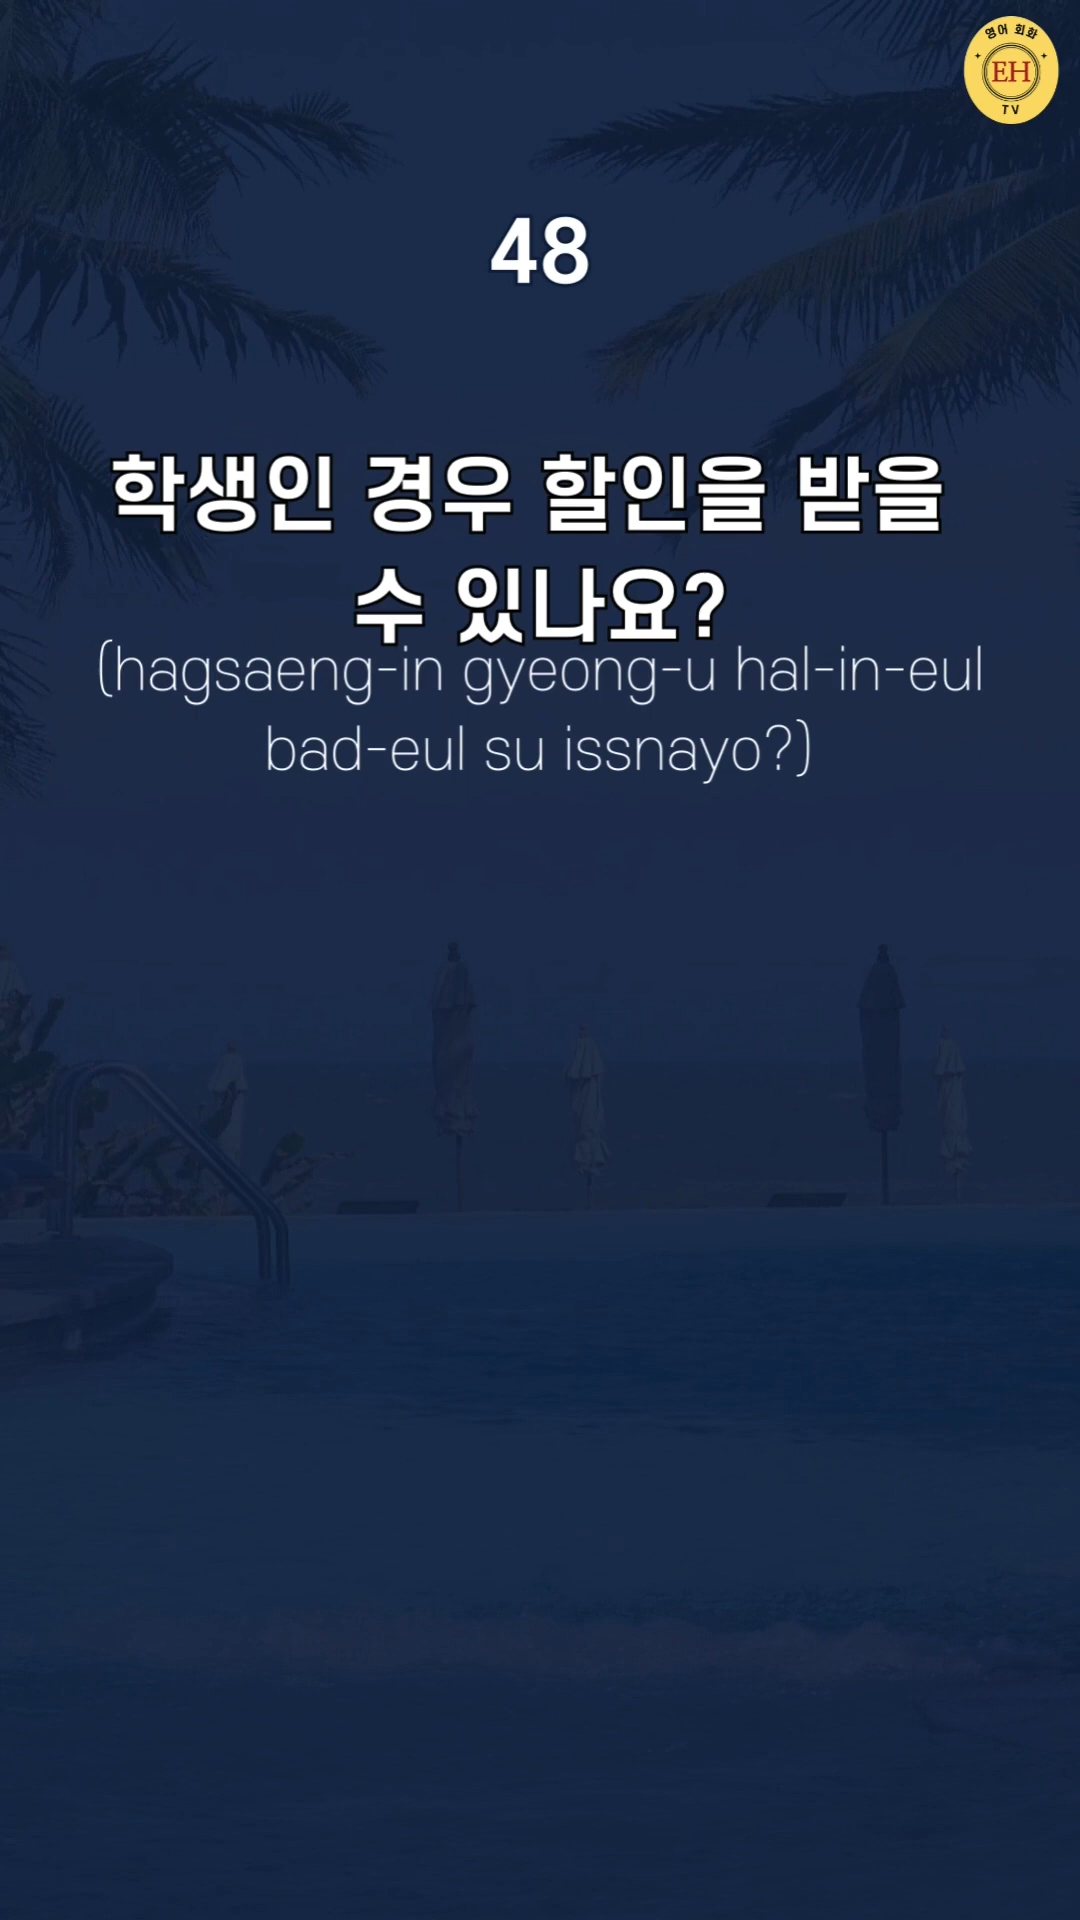 영어 회화
EH
TV
48
학생인 경우 할인을 받을
수 있나요?
(hagsaeng-in gyeong-u hal-in-eul
bad-eul su issnayo?)